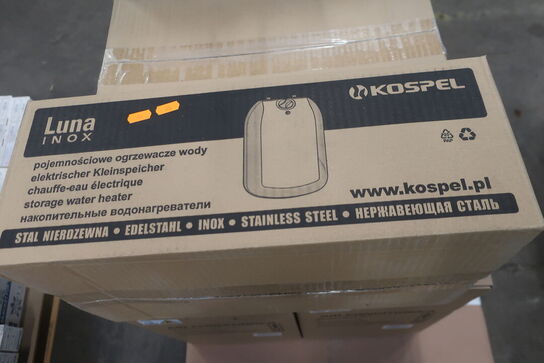 Luna
INOX
KOSPEL
pojemnościowe ogrzewacze wody
elektrischer Kleinspeicher
chauffe-eau électrique
storage water heater
накопительные водонагреватели
PAP
www.kospel.pl
STAL NIERDZEWNA • EDELSTAHL • INOX • STAINLESS STEEL • НЕРЖАВЕЮЩАЯ СТАЛЬ